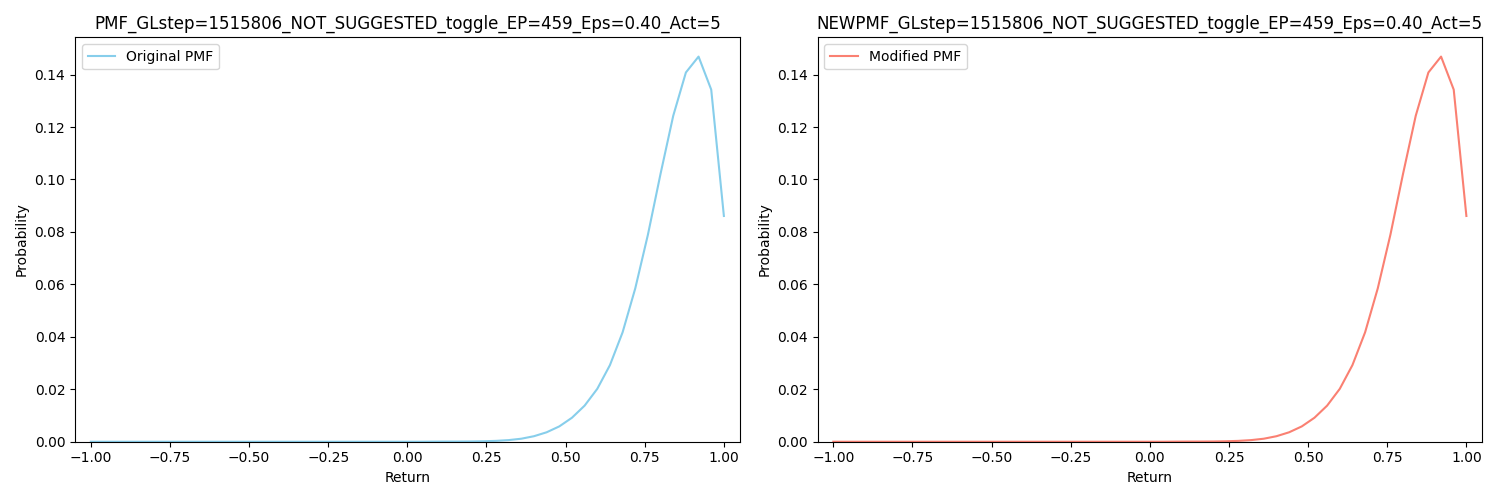 PMF_GLstep=1515806_NOT_SUGGESTED_toggle_EP=459_Eps=0.40_Act=5
Original PMF
Probability
0.14
0.12
0.10
0.08
0.06
0.04
0.02
0.00
−1.00 −0.75 −0.50 −0.25 0.00 0.25 0.50 0.75 1.00
Return
NEWPMF_GLstep=1515806_NOT_SUGGESTED_toggle_EP=459_Eps=0.40_Act=5
Modified PMF
Probability
0.14
0.12
0.10
0.08
0.06
0.04
0.02
0.00
−1.00 −0.75 −0.50 −0.25 0.00 0.25 0.50 0.75 1.00
Return